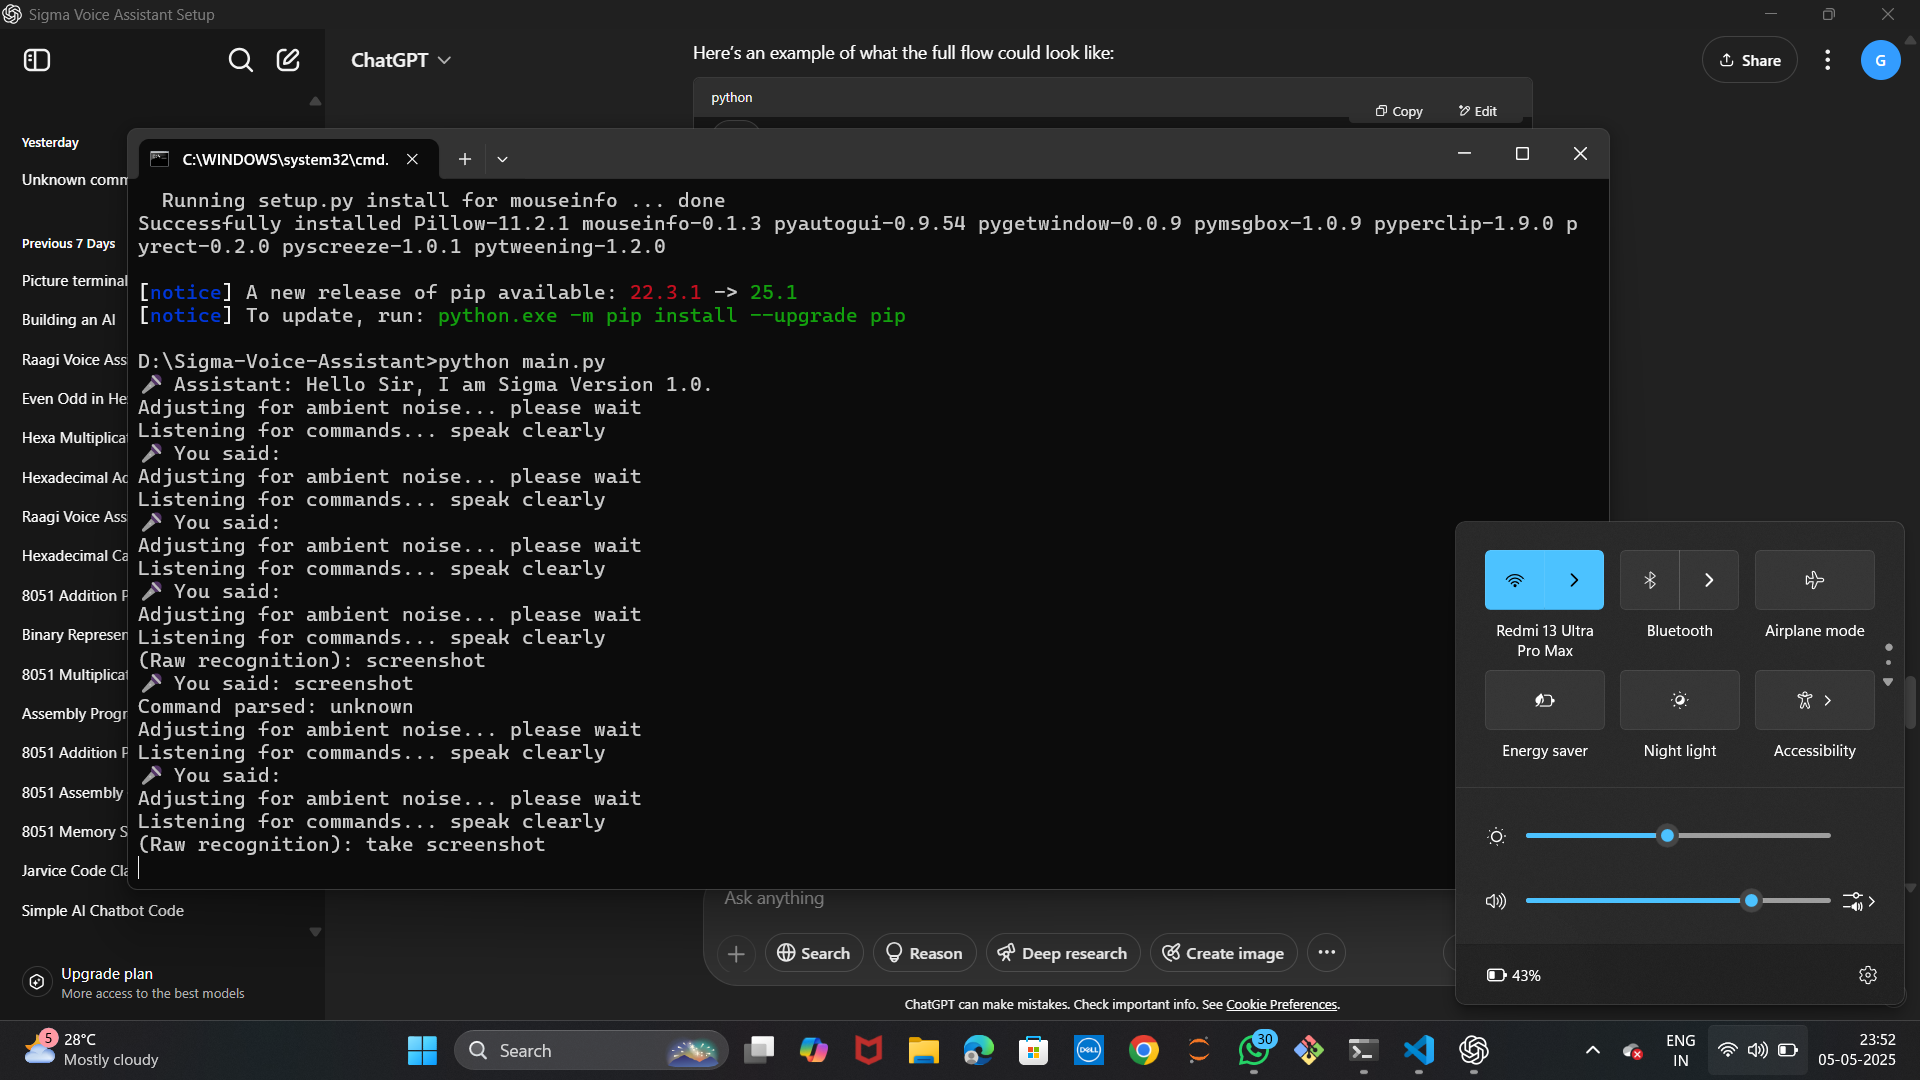 Sigma Voice Assistant Setup
ChatGPT
Here's an example of what the full flow could look like:
Share
G
python
Copy
Edit
Yesterday
Unknown comm
Previous 7 Days
Picture terminal
Building an AI
Raagi Voice Ass
Even Odd in He
Hexa Multiplicat
Hexadecimal Ad
Raagi Voice Ass
Hexadecimal Ca
8051 Addition P
Binary Represen
8051 Multiplicat
Assembly Progr
8051 Addition P
8051 Assembly
8051 Memory S
Jarvice Code Cla
Simple AI Chatbot Code
Upgrade plan
More access to the best models
C:\WINDOWS\system32\cmd.
Running setup.py install for mouseinfo ... done
Successfully installed Pillow-11.2.1 mouseinfo-0.1.3 pyautogui-0.9.54 pygetwindow-0.0.9 pymsgbox-1.0.9 pyperclip-1.9.0 p
yrect-0.2.0 pyscreeze-1.0.1 pytweening-1.2.0
[notice] A new release of pip available: 22.3.1 -> 25.1
[notice] To update, run: python.exe -m pip install --upgrade pip
D:\Sigma-Voice-Assistant>python main.py
🎤 Assistant: Hello Sir, I am Sigma Version 1.0.
Adjusting for ambient noise... please wait
Listening for commands... speak clearly
🎤 You said:
Adjusting for ambient noise... please wait
Listening for commands... speak clearly
🎤 You said:
Adjusting for ambient noise... please wait
Listening for commands... speak clearly
🎤 You said:
Adjusting for ambient noise... please wait
Listening for commands... speak clearly
(Raw recognition): screenshot
🎤 You said: screenshot
Command parsed: unknown
Adjusting for ambient noise... please wait
Listening for commands... speak clearly
🎤 You said:
Adjusting for ambient noise... please wait
Listening for commands... speak clearly
(Raw recognition): take screenshot
Redmi 13 Ultra
Pro Max
Bluetooth
Airplane mode
Energy saver
Night light
Accessibility
43%
Ask anything
Search
Reason
Deep research
Create image
ChatGPT can make mistakes. Check important info. See Cookie Preferences.
5
28°C
Mostly cloudy
Search
DELL
30
ENG
IN
23:52
05-05-2025